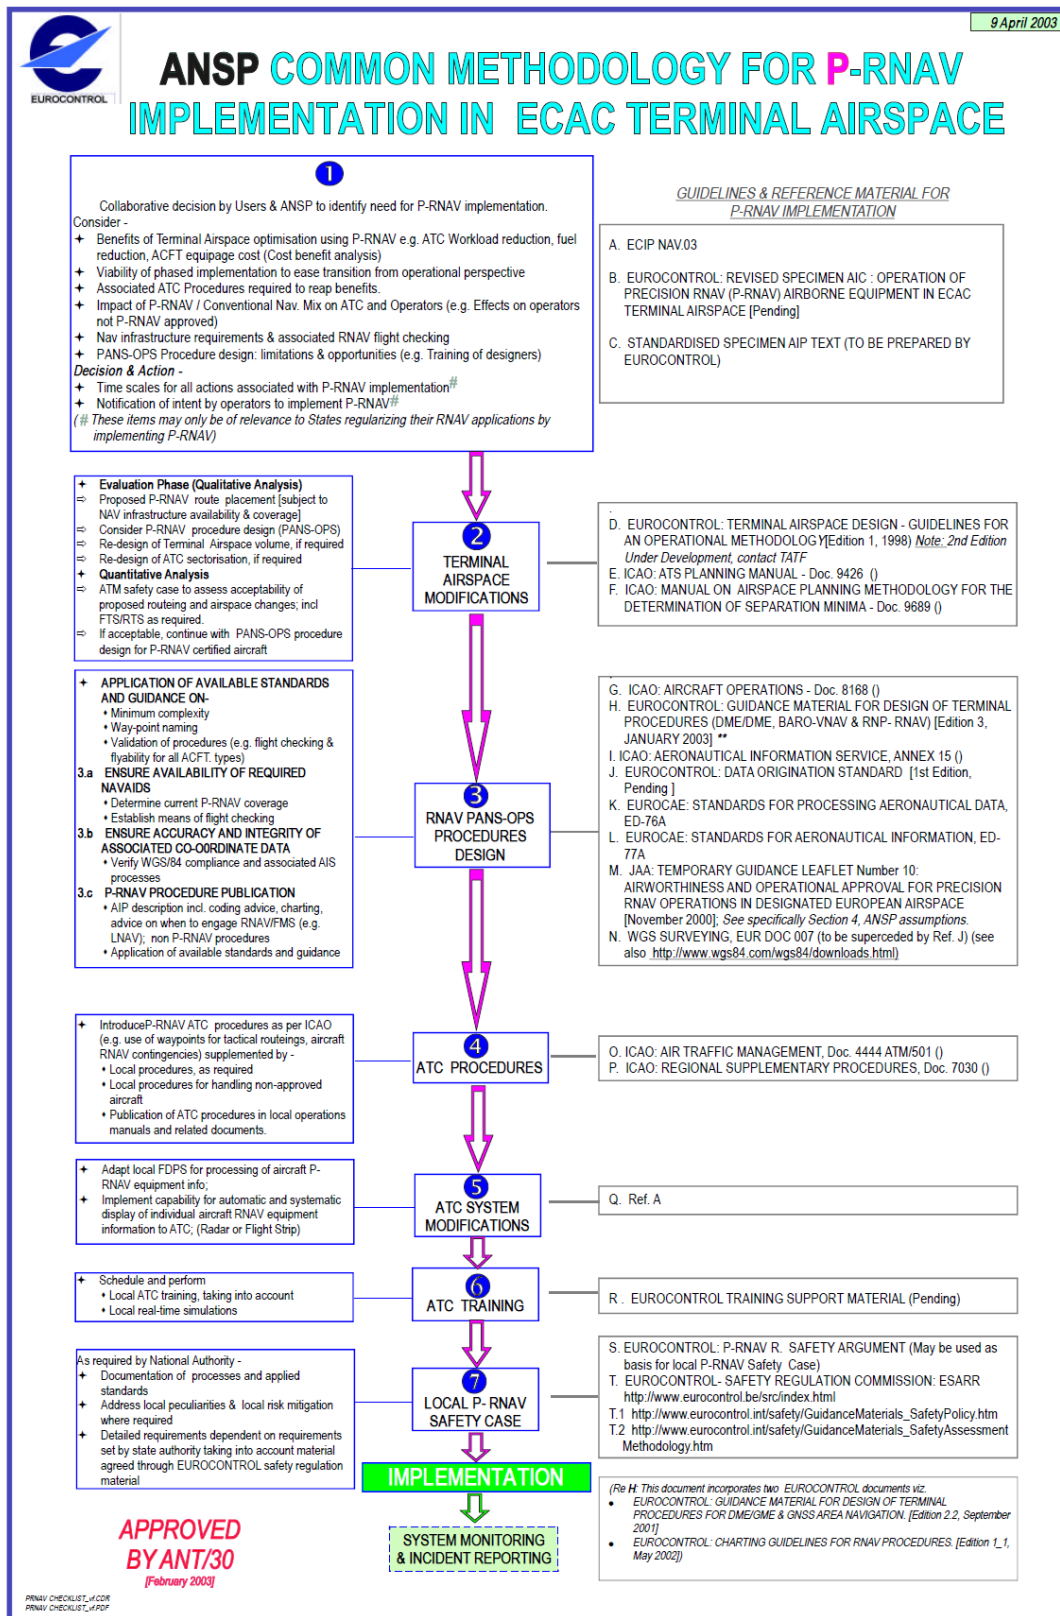 9 April 2003
EUROCONTROL
ANSP COMMON METHODOLOGY FOR P-RNAV
IMPLEMENTATION IN ECAC TERMINAL AIRSPACE
1
Collaborative decision by Users & ANSP to identify need for P-RNAV implementation.
Consider -
Benefits of Terminal Airspace optimisation using P-RNAV e.g. ATC Workload reduction, fuel
reduction, ACFT equipage cost (Cost benefit analysis)
Viability of phased implementation to ease transition from operational perspective
Associated ATC Procedures required to reap benefits.
Impact of P-RNAV / Conventional Nav. Mix on ATC and Operators (e.g. Effects on operators
not P-RNAV approved)
Nav infrastructure requirements & associated RNAV flight checking
PANS-OPS Procedure design: limitations & opportunities (e.g. Training of designers)
Decision & Action -
Time scales for all actions associated with P-RNAV implementation#
Notification of intent by operators to implement P-RNAV#
(# These items may only be of relevance to States regularizing their RNAV applications by
implementing P-RNAV)
GUIDELINES & REFERENCE MATERIAL FOR
P-RNAV IMPLEMENTATION
A. ECIP NAV.03
B. EUROCONTROL: REVISED SPECIMEN AIC : OPERATION OF
PRECISION RNAV (P-RNAV) AIRBORNE EQUIPMENT IN ECAC
TERMINAL AIRSPACE [Pending]
C. STANDARDISED SPECIMEN AIP TEXT (TO BE PREPARED BY
EUROCONTROL)
Evaluation Phase (Qualitative Analysis)
Proposed P-RNAV route placement [subject to
NAV infrastructure availability & coverage]
Consider P-RNAV procedure design (PANS-OPS)
Re-design of Terminal Airspace volume, if required
Re-design of ATC sectorisation, if required
Quantitative Analysis
ATM safety case to assess acceptability of
proposed routeing and airspace changes; incl
FTS/RTS as required.
If acceptable, continue with PANS-OPS procedure
design for P-RNAV certified aircraft
2
TERMINAL
AIRSPACE
MODIFICATIONS
.
D. EUROCONTROL: TERMINAL AIRSPACE DESIGN - GUIDELINES FOR
AN OPERATIONAL METHODOLOGY[Edition 1, 1998) Note: 2nd Edition
Under Development, contact TATF
E. ICAO: ATS PLANNING MANUAL - Doc. 9426 ()
F. ICAO: MANUAL ON AIRSPACE PLANNING METHODOLOGY FOR THE
DETERMINATION OF SEPARATION MINIMA - Doc. 9689 ()
APPLICATION OF AVAILABLE STANDARDS
AND GUIDANCE ON-
Minimum complexity
Way-point naming
Validation of procedures (e.g. flight checking &
flyability for all ACFT. types)
3.a ENSURE AVAILABILITY OF REQUIRED
NAVAIDS
Determine current P-RNAV coverage
Establish means of flight checking
3.b ENSURE ACCURACY AND INTEGRITY OF
ASSOCIATED CO-O0RDINATE DATA
Verify WGS/84 compliance and associated AIS
processes
3.c P-RNAV PROCEDURE PUBLICATION
AIP description incl. coding advice, charting,
advice on when to engage RNAV/FMS (e.g.
LNAV); non P-RNAV procedures
Application of available standards and guidance
3
RNAV PANS-OPS
PROCEDURES
DESIGN
.
G. ICAO: AIRCRAFT OPERATIONS - Doc. 8168 ()
H. EUROCONTROL: GUIDANCE MATERIAL FOR DESIGN OF TERMINAL
PROCEDURES (DME/DME, BARO-VNAV & RNP- RNAV) [Edition 3,
JANUARY 2003] **
I. ICAO: AERONAUTICAL INFORMATION SERVICE, ANNEX 15 ()
J. EUROCONTROL: DATA ORIGINATION STANDARD [1st Edition,
Pending ]
K. EUROCAE: STANDARDS FOR PROCESSING AERONAUTICAL DATA,
ED-76A
L. EUROCAE: STANDARDS FOR AERONAUTICAL INFORMATION, ED-
77A
M. JAA: TEMPORARY GUIDANCE LEAFLET Number 10:
AIRWORTHINESS AND OPERATIONAL APPROVAL FOR PRECISION
RNAV OPERATIONS IN DESIGNATED EUROPEAN AIRSPACE
[November 2000]; See specifically Section 4, ANSP assumptions.
N. WGS SURVEYING, EUR DOC 007 (to be superceded by Ref. J) (see
also http://www.wgs84.com/wgs84/downloads.html)
IntroduceP-RNAV ATC procedures as per ICAO
(e.g. use of waypoints for tactical routeings, aircraft
RNAV contingencies) supplemented by -
Local procedures, as required
Local procedures for handling non-approved
aircraft
Publication of ATC procedures in local operations
manuals and related documents.
4
ATC PROCEDURES
O. ICAO: AIR TRAFFIC MANAGEMENT, Doc. 4444 ATM/501 ()
P. ICAO: REGIONAL SUPPLEMENTARY PROCEDURES, Doc. 7030 ()
Adapt local FDPS for processing of aircraft P-
RNAV equipment info;
Implement capability for automatic and systematic
display of individual aircraft RNAV equipment
information to ATC; (Radar or Flight Strip)
5
ATC SYSTEM
MODIFICATIONS
Q. Ref. A
Schedule and perform
Local ATC training, taking into account
Local real-time simulations
6
ATC TRAINING
R . EUROCONTROL TRAINING SUPPORT MATERIAL (Pending)
As required by National Authority -
Documentation of processes and applied
standards
Address local peculiarities & local risk mitigation
where required
Detailed requirements dependent on requirements
set by state authority taking into account material
agreed through EUROCONTROL safety regulation
material
7
LOCAL P- RNAV
SAFETY CASE
S. EUROCONTROL: P-RNAV R. SAFETY ARGUMENT (May be used as
basis for local P-RNAV Safety Case)
T. EUROCONTROL- SAFETY REGULATION COMMISSION: ESARR
http://www.eurocontrol.be/src/index.html
T.1 http://www.eurocontrol.int/safety/GuidanceMaterials_SafetyPolicy.htm
T.2 http://www.eurocontrol.int/safety/GuidanceMaterials_SafetyAssessment
Methodology.htm
IMPLEMENTATION
SYSTEM MONITORING
& INCIDENT REPORTING
(Re H: This document incorporates two EUROCONTROL documents viz.
EUROCONTROL: GUIDANCE MATERIAL FOR DESIGN OF TERMINAL
PROCEDURES FOR DME/GME & GNSS AREA NAVIGATION. [Edition 2.2, September
2001]
EUROCONTROL: CHARTING GUIDELINES FOR RNAV PROCEDURES. [Edition 1_1,
May 2002])
APPROVED
BY ANT/30
[February 2003]
PRNAV CHECKLIST_vf.CDR
PRNAV CHECKLIST_vf.PDF